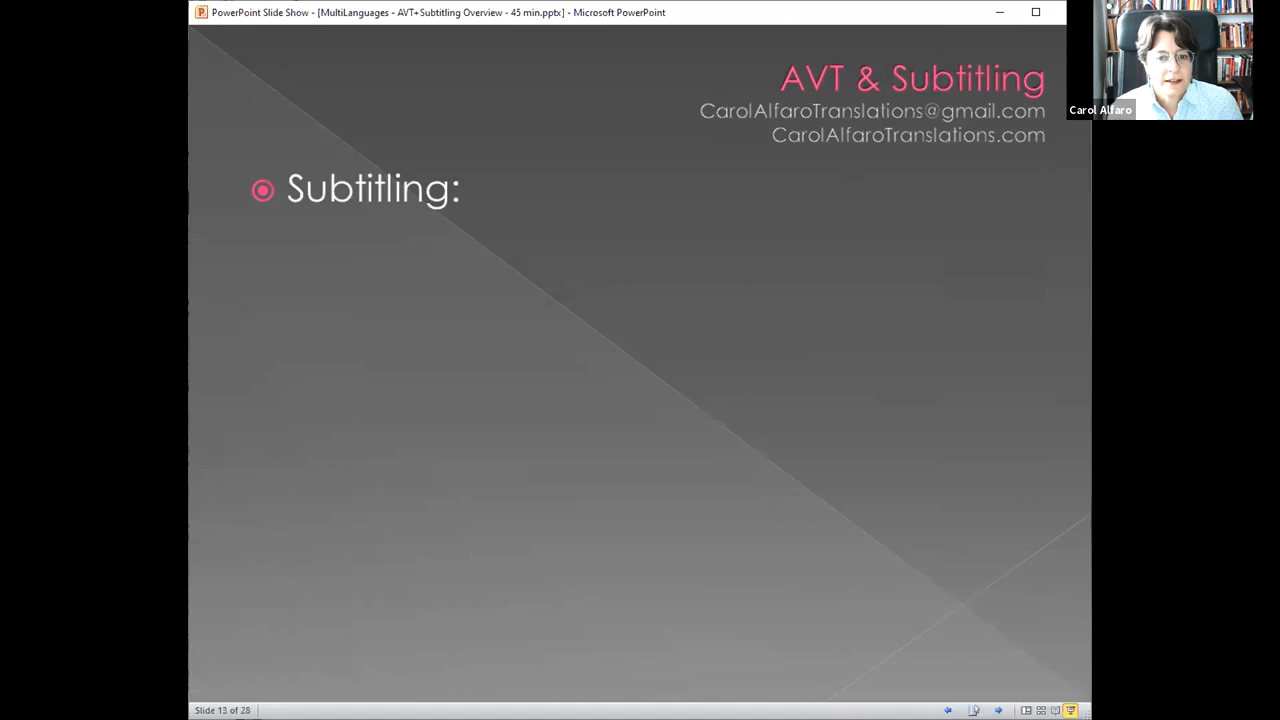 PowerPoint Slide Show - [MultiLanguages - AVT+Subtitling Overview - 45 min.pptx] - Microsoft PowerPoint
AVT & Subtitling
CarolAlfaroTranslations@gmail.com
CarolAlfaroTranslations.com
Carol Alfaro
Subtitling:
Slide 13 of 28